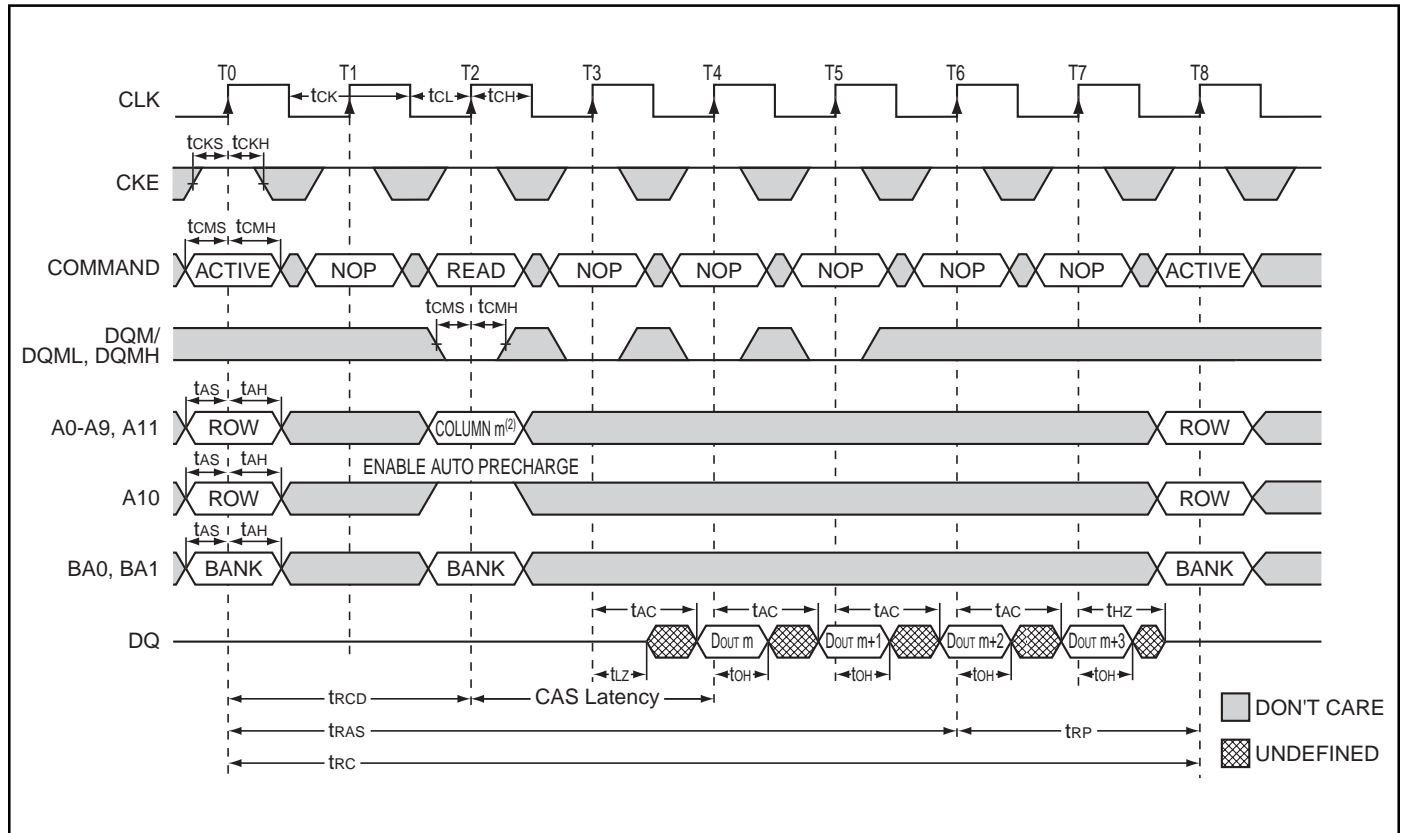 T0 T1 T2 T3 T4 T5 T6 T7 T8
CLK tCK tCL tCH
tCKS tCKH
CKE
tCMS tCMH
COMMAND ACTIVE NOP READ NOP NOP NOP NOP NOP ACTIVE
tCMS tCMH
DQM/
DQML, DQMH
tAS tAH
A0-A9, A11 ROW COLUMN m(2) ROW
tAS tAH ENABLE AUTO PRECHARGE
A10 ROW ROW
tAS tAH
BA0, BA1 BANK BANK BANK
tAC tAC tAC tAC tHZ
DQ DOUT m DOUT m+1 DOUT m+2 DOUT m+3
tLZ tOH tOH tOH tOH
tRCD CAS Latency
DON'T CARE
tRAS tRP
UNDEFINED
tRC